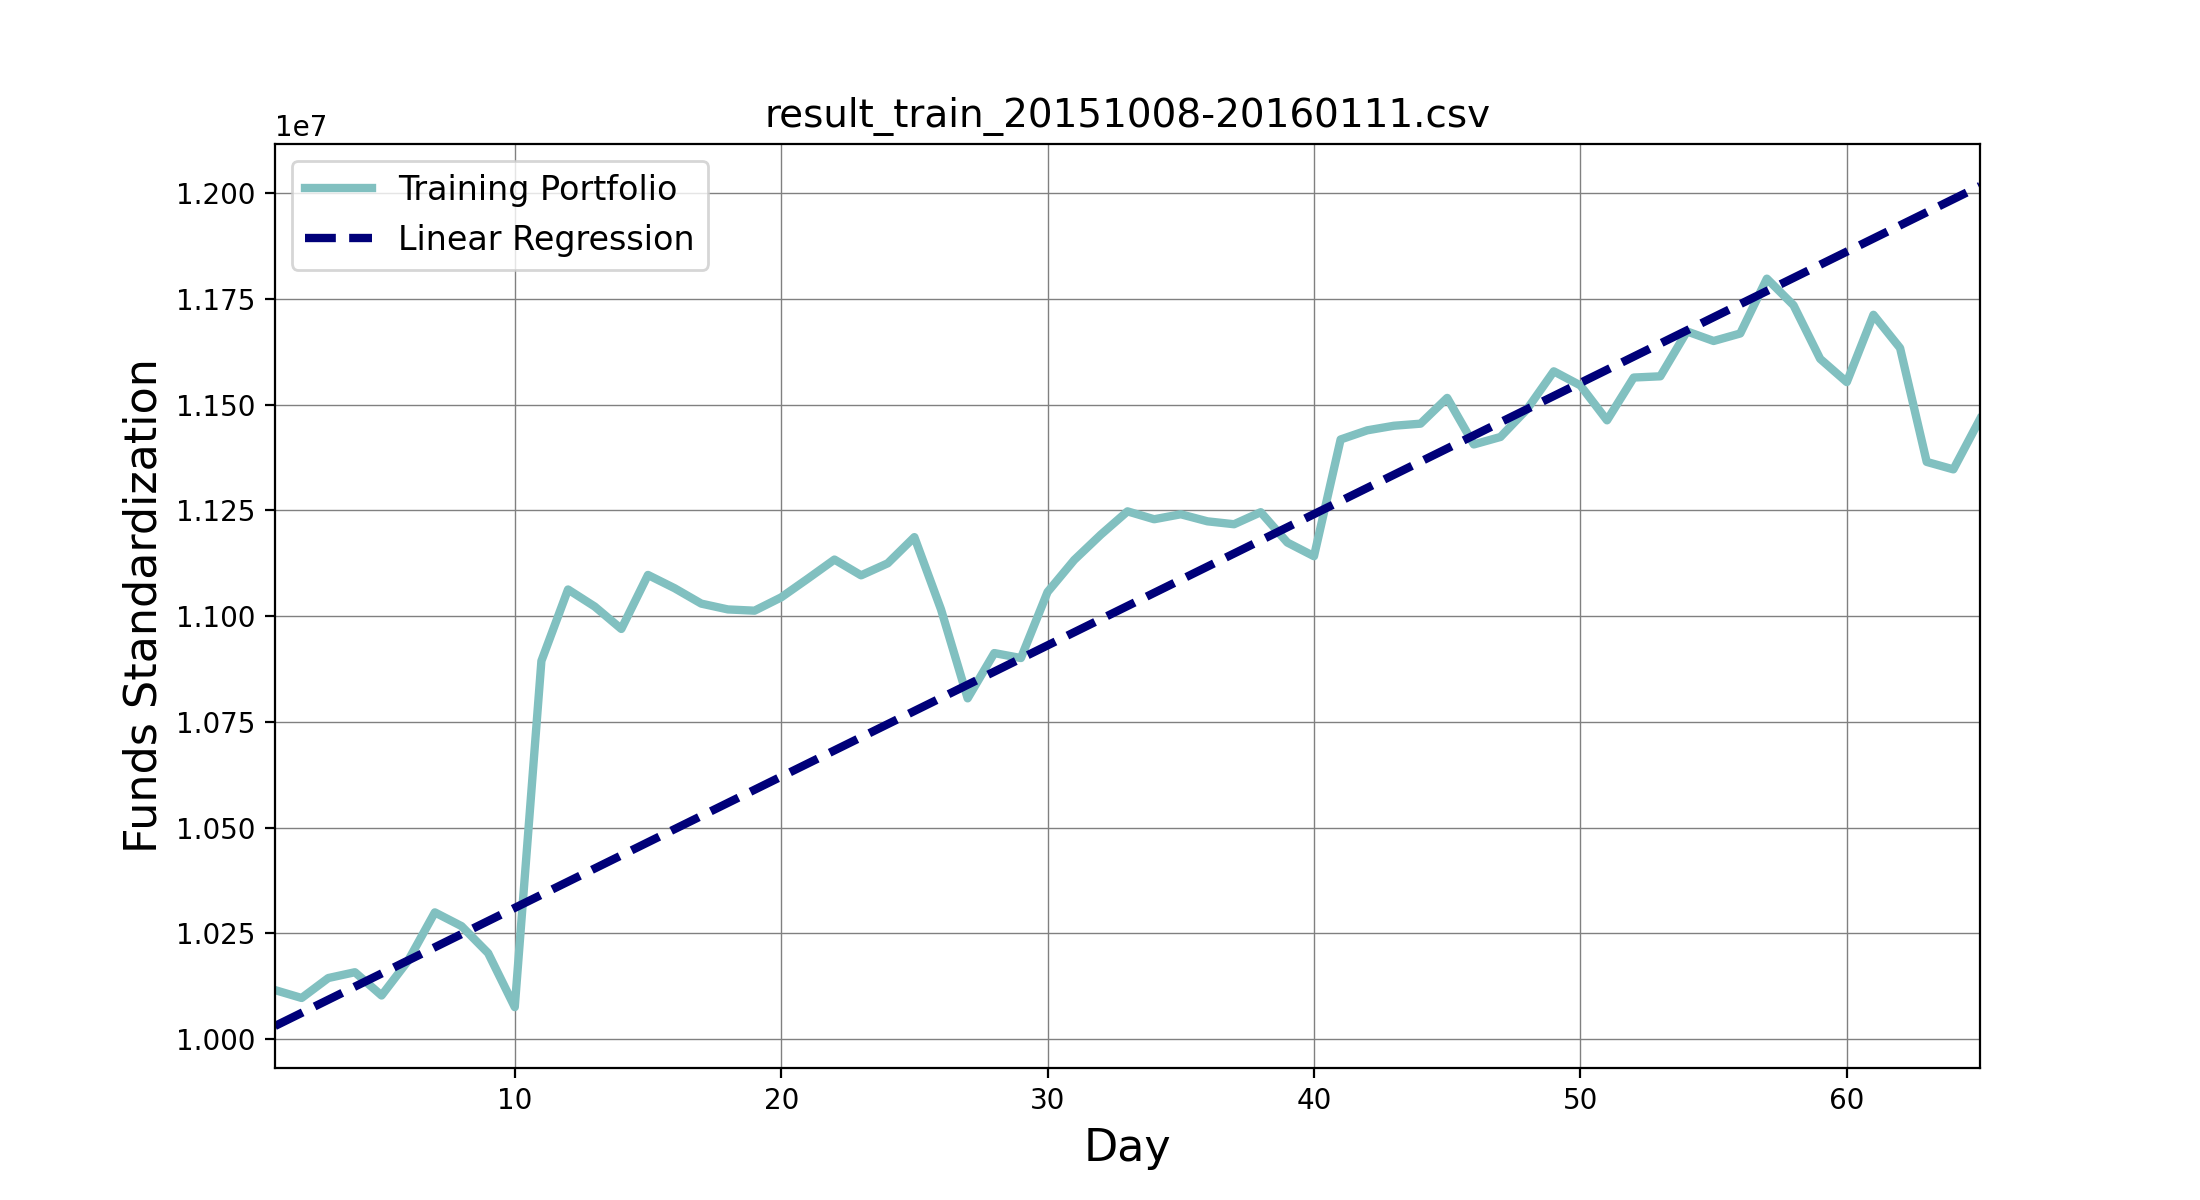 result_train_20151008-20160111.csv
1e7
Training Portfolio
Linear Regression
1.200
1.175
1.150
1.125
1.100
1.075
1.050
1.025
1.000
Funds Standardization
10 20 30 40 50 60
Day